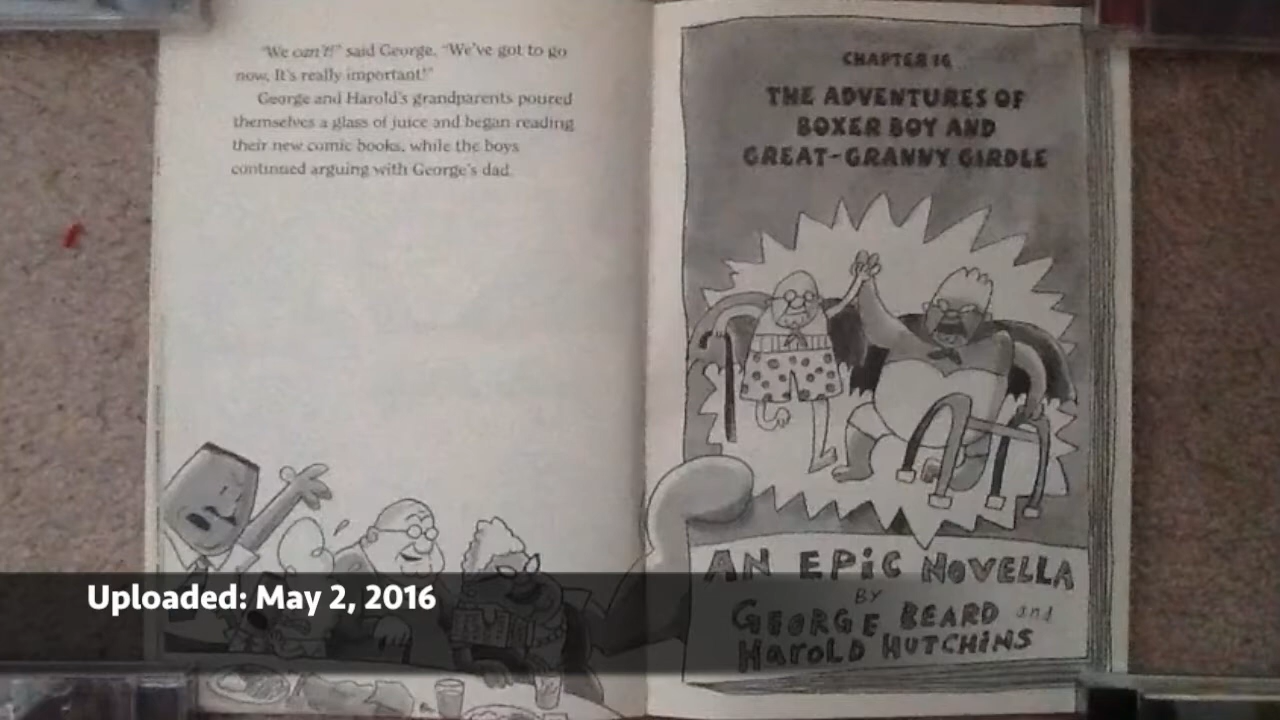 "We can't!" said George. "We've got to go
now. It's really important!"
George and Harold's grandparents poured
themselves a glass of juice and began reading
their new comic books, while the boys
continued arguing with George's dad.
CHAPTER 16
THE ADVENTURES OF
BOXER BOY AND
GREAT-GRANNY GIRDLE
AN EPiC NOVELLA
BY
GEORGE BEARD and
HaroLD HUTCHiNS
Uploaded: May 2, 2016